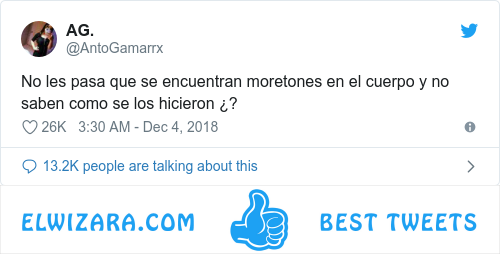 AG.
@AntoGamarrx
No les pasa que se encuentran moretones en el cuerpo y no
saben como se los hicieron ¿?
26K 3:30 AM - Dec 4, 2018
13.2K people are talking about this
ELWIZARA.COM BEST TWEETS